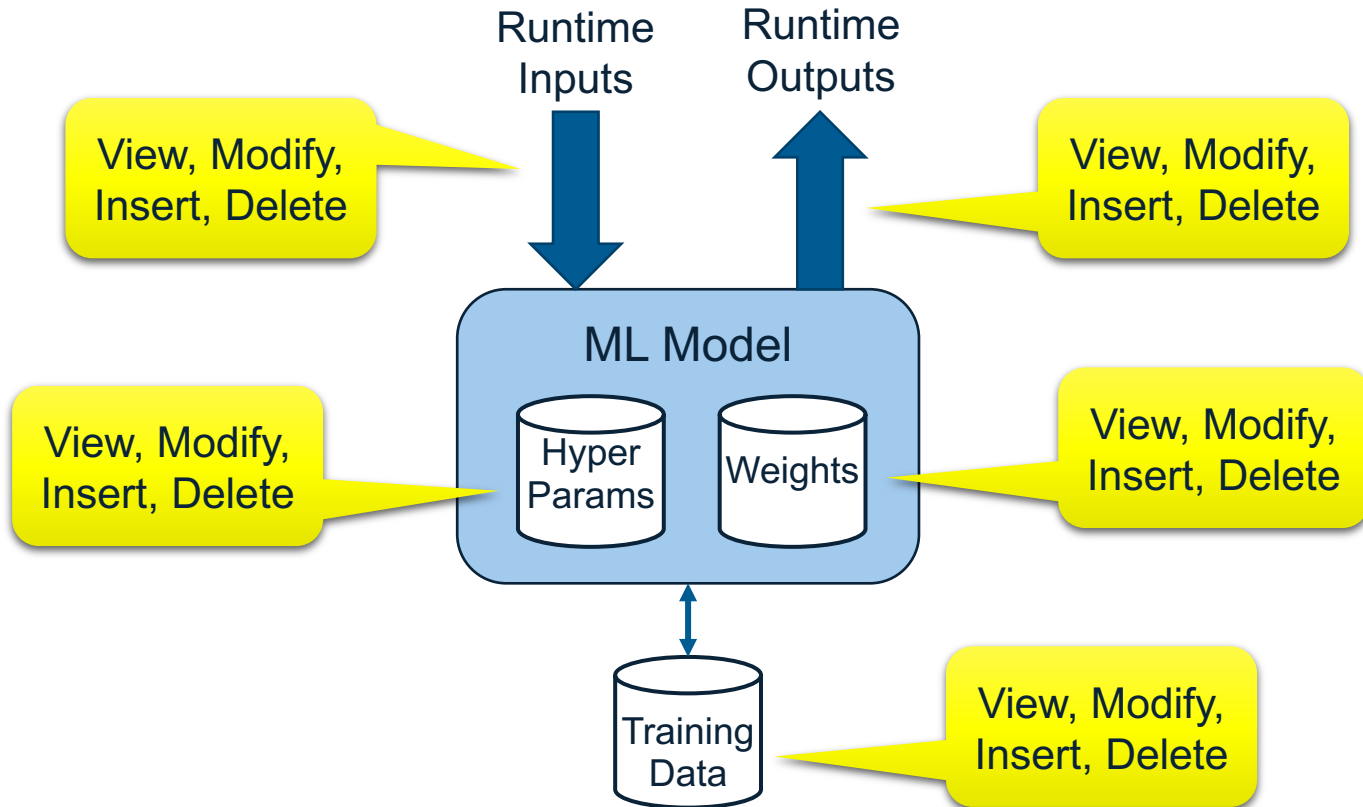 Runtime
Inputs
Runtime
Outputs
View, Modify,
Insert, Delete
View, Modify,
Insert, Delete
ML Model
Hyper
Params
Weights
View, Modify,
Insert, Delete
View, Modify,
Insert, Delete
Training
Data
View, Modify,
Insert, Delete